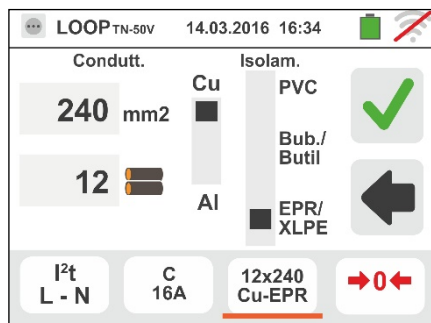 LOOP TN-50V 14.03.2016 16:34
Condutt. Isolam.
Cu PVC
240 mm2
Bub./
Butil
12
Al EPR/
XLPE
I²t
L - N
C
16A
12x240
Cu-EPR
→0←